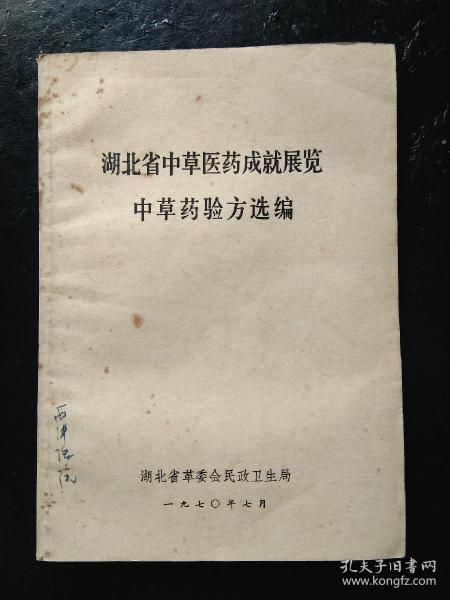 湖北省中草医药成就展览
中草药验方选编
湖北省革委会民政卫生局
一九七〇年七月
孔夫子旧书网
www.kongfz.com